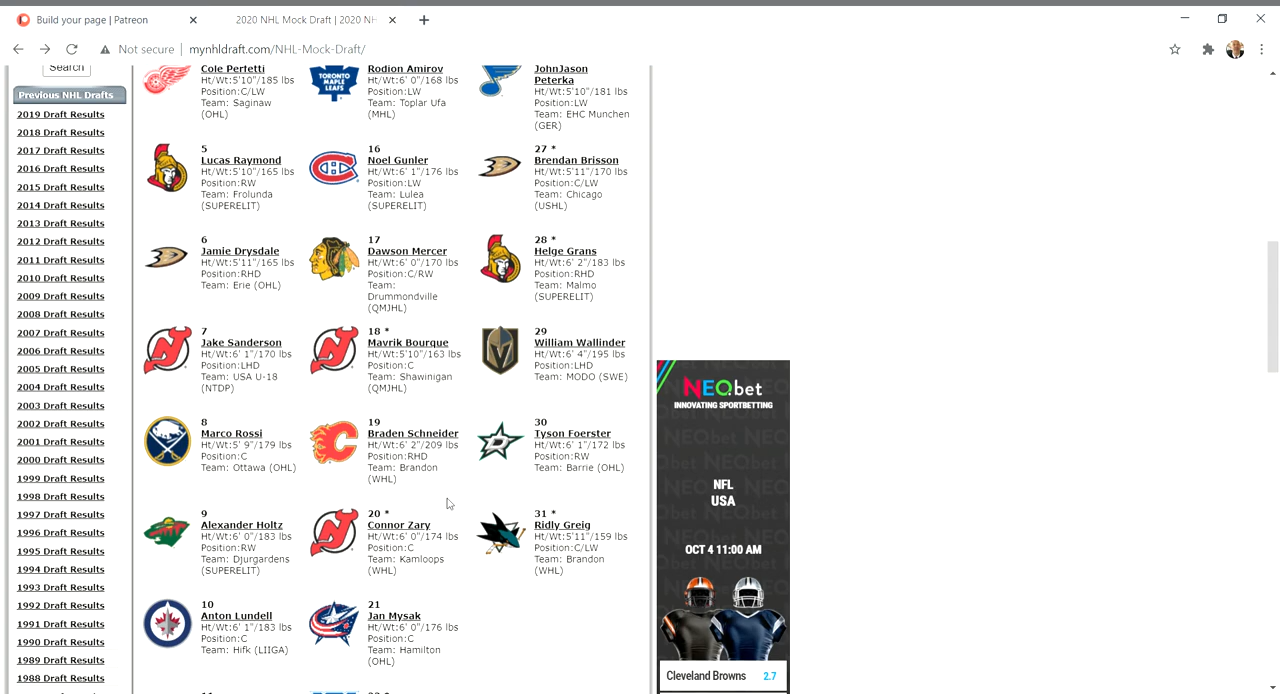 Build your page | Patreon
2020 NHL Mock Draft | 2020 NH
Not secure | mynhldraft.com/NHL-Mock-Draft/
Search
Previous NHL Drafts
2019 Draft Results
2018 Draft Results
2017 Draft Results
2016 Draft Results
2015 Draft Results
2014 Draft Results
2013 Draft Results
2012 Draft Results
2011 Draft Results
2010 Draft Results
2009 Draft Results
2008 Draft Results
2007 Draft Results
2006 Draft Results
2005 Draft Results
2004 Draft Results
2003 Draft Results
2002 Draft Results
2001 Draft Results
2000 Draft Results
1999 Draft Results
1998 Draft Results
1997 Draft Results
1996 Draft Results
1995 Draft Results
1994 Draft Results
1993 Draft Results
1992 Draft Results
1991 Draft Results
1990 Draft Results
1989 Draft Results
1988 Draft Results
Cole Perfetti
Ht/Wt:5'10"/185 lbs
Position:C/LW
Team: Saginaw
(OHL)
5
Lucas Raymond
Ht/Wt:5'10"/165 lbs
Position:RW
Team: Frolunda
(SUPERELIT)
6
Jamie Drysdale
Ht/Wt:5'11"/165 lbs
Position:RHD
Team: Erie (OHL)
7
Jake Sanderson
Ht/Wt:6' 1"/170 lbs
Position:LHD
Team: USA U-18
(NTDP)
8
Marco Rossi
Ht/Wt:5' 9"/179 lbs
Position:C
Team: Ottawa (OHL)
9
Alexander Holtz
Ht/Wt:6' 0"/183 lbs
Position:RW
Team: Djurgardens
(SUPERELIT)
10
Anton Lundell
Ht/Wt:6' 1"/183 lbs
Position:C
Team: Hifk (LIIGA)
TORONTO
MAPLE
LEAFS
Rodion Amirov
Ht/Wt:6' 0"/168 lbs
Position:LW
Team: Toplar Ufa
(MHL)
16
Noel Gunler
Ht/Wt:6' 1"/176 lbs
Position:LW
Team: Lulea
(SUPERELIT)
17
Dawson Mercer
Ht/Wt:6' 0"/170 lbs
Position:C/RW
Team:
Drummondville
(QMJHL)
18 *
Mavrik Bourque
Ht/Wt:5'10"/163 lbs
Position:C
Team: Shawinigan
(QMJHL)
19
Braden Schneider
Ht/Wt:6' 2"/209 lbs
Position:RHD
Team: Brandon
(WHL)
20 *
Connor Zary
Ht/Wt:6' 0"/174 lbs
Position:C
Team: Kamloops
(WHL)
21
Jan Mysak
Ht/Wt:6' 0"/176 lbs
Position:C
Team: Hamilton
(OHL)
JohnJason
Peterka
Ht/Wt:5'10"/181 lbs
Position:LW
Team: EHC Munchen
(GER)
27 *
Brendan Brisson
Ht/Wt:5'11"/170 lbs
Position:C/LW
Team: Chicago
(USHL)
28 *
Helge Grans
Ht/Wt:6' 2"/183 lbs
Position:RHD
Team: Malmo
(SUPERELIT)
29
William Wallinder
Ht/Wt:6' 4"/195 lbs
Position:LHD
Team: MODO (SWE)
30
Tyson Foerster
Ht/Wt:6' 1"/172 lbs
Position:RW
Team: Barrie (OHL)
31 *
Ridly Greig
Ht/Wt:5'11"/159 lbs
Position:C/LW
Team: Brandon
(WHL)
NEO.bet
INNOVATING SPORTBETTING
NFL
USA
OCT 4 11:00 AM
Cleveland Browns 2.7